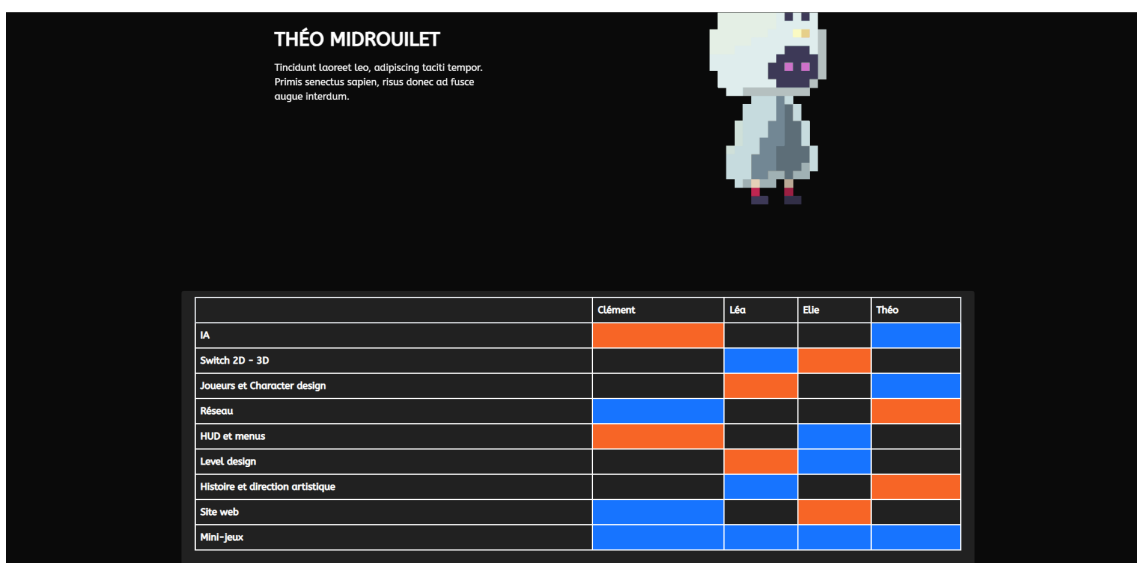 THÉO MIDROUILET
Tincidunt laoreet leo, adipiscing taciti tempor.
Primis senectus sapien, risus donec ad fusce
augue interdum.
Clément Léa Elie Théo
IA
Switch 2D - 3D
Joueurs et Character design
Réseau
HUD et menus
Level design
Histoire et direction artistique
Site web
Mini-jeux